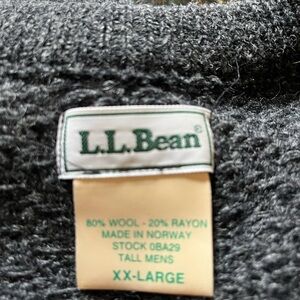 L.L.Bean®
80% WOOL - 20% RAYON
MADE IN NORWAY
STOCK 0BA29
TALL MENS
XX-LARGE